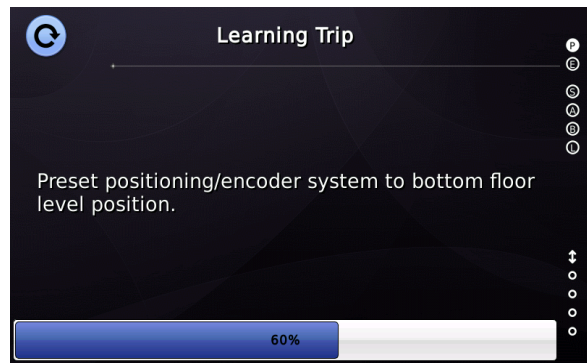 Learning Trip
P
E
S
A
B
L
Preset positioning/encoder system to bottom floor
level position.
60%